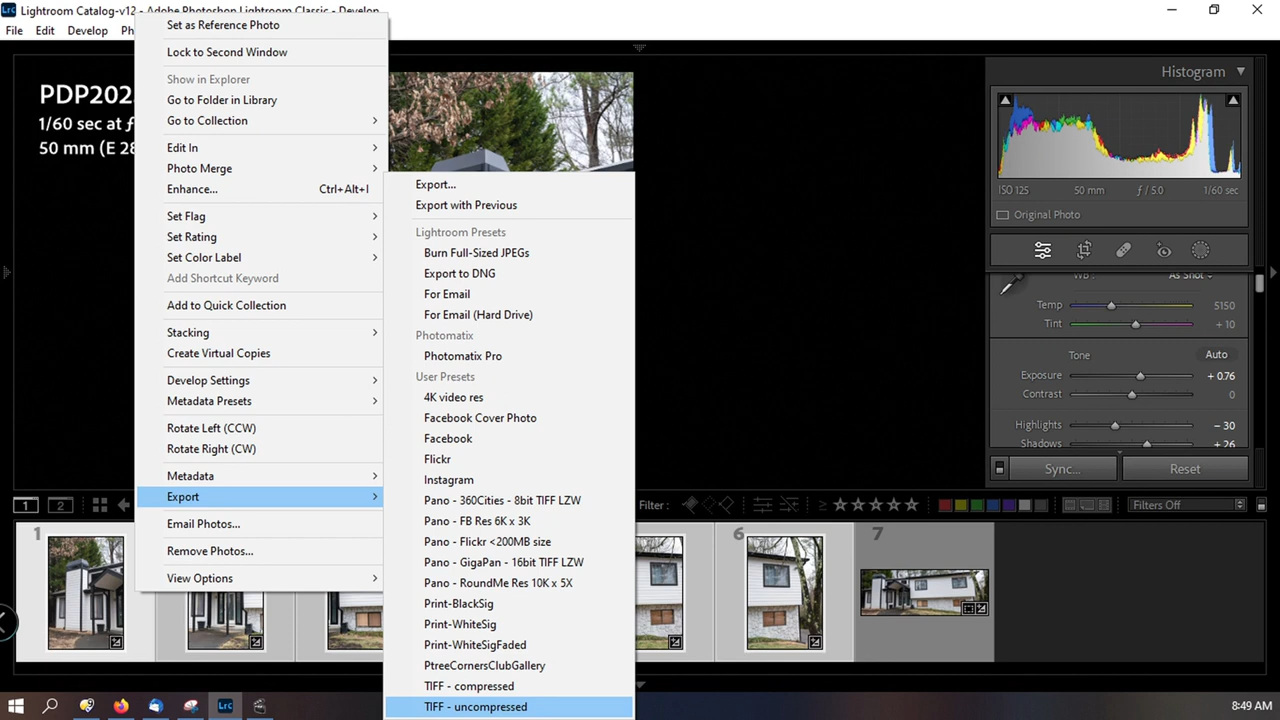 Lrc Lightroom Catalog-v12 - Adobe Photoshop Lightroom Classic - Develop
File Edit Develop Ph
PDP202
1/60 sec at ƒ
50 mm (E 28
Set as Reference Photo
Lock to Second Window
Show in Explorer
Go to Folder in Library
Go to Collection
Edit In
Photo Merge
Enhance... Ctrl+Alt+I
Set Flag
Set Rating
Set Color Label
Add Shortcut Keyword
Add to Quick Collection
Stacking
Create Virtual Copies
Develop Settings
Metadata Presets
Rotate Left (CCW)
Rotate Right (CW)
Metadata
Export
Email Photos...
Remove Photos...
View Options
Export...
Export with Previous
Lightroom Presets
Burn Full-Sized JPEGs
Export to DNG
For Email
For Email (Hard Drive)
Photomatix
Photomatix Pro
User Presets
4K video res
Facebook Cover Photo
Facebook
Flickr
Instagram
Pano - 360Cities - 8bit TIFF LZW
Pano - FB Res 6K x 3K
Pano - Flickr <200MB size
Pano - GigaPan - 16bit TIFF LZW
Pano - RoundMe Res 10K x 5X
Print-BlackSig
Print-WhiteSig
Print-WhiteSigFaded
PtreeCornersClubGallery
TIFF - compressed
TIFF - uncompressed
Histogram
ISO 125 50 mm ƒ / 5.0 1/60 sec
Original Photo
WB : As Shot
Temp 5150
Tint + 10
Tone Auto
Exposure + 0.76
Contrast 0
Highlights − 30
Shadows + 26
Sync... Reset
1 2
Filter : ≥ Filters Off
1 6 7
Lrc
8:49 AM